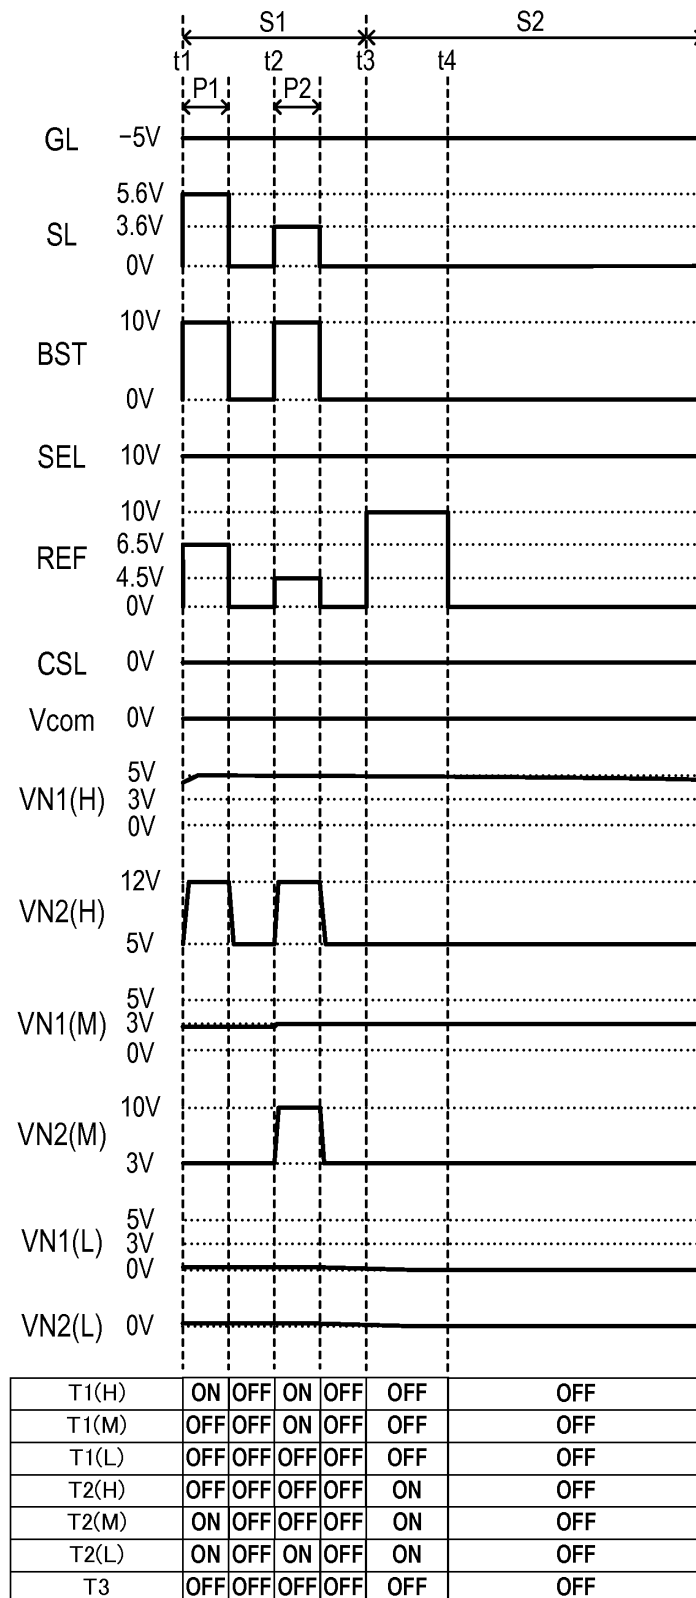 S1 S2
t1 t2 t3 t4
P1 P2
GL −5V
5.6V
SL 3.6V
0V
10V
BST
0V
SEL 10V
10V
REF 6.5V
4.5V
0V
CSL 0V
Vcom 0V
5V
VN1(H) 3V
0V
12V
VN2(H)
5V
5V
VN1(M) 3V
0V
10V
VN2(M)
3V
5V
VN1(L) 3V
0V
VN2(L) 0V
T1(H) ON OFF ON OFF OFF OFF
T1(M) OFF OFF ON OFF OFF OFF
T1(L) OFF OFF OFF OFF OFF OFF
T2(H) OFF OFF OFF OFF ON OFF
T2(M) ON OFF OFF OFF ON OFF
T2(L) ON OFF ON OFF ON OFF
T3 OFF OFF OFF OFF OFF OFF